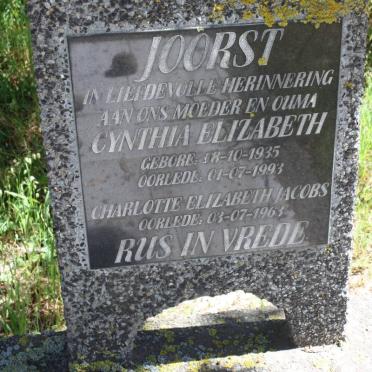 JOORST
IN LIEFDEVOLLE HERINNERING
AAN ONS MOEDER EN OUMA
CYNTHIA ELIZABETH
GEBORE: 18-10-1935
OORLEDE: 01-07-1993
CHARLOTTE ELIZABETH JACOBS
OORLEDE: 03-07-1963
RUS IN VREDE